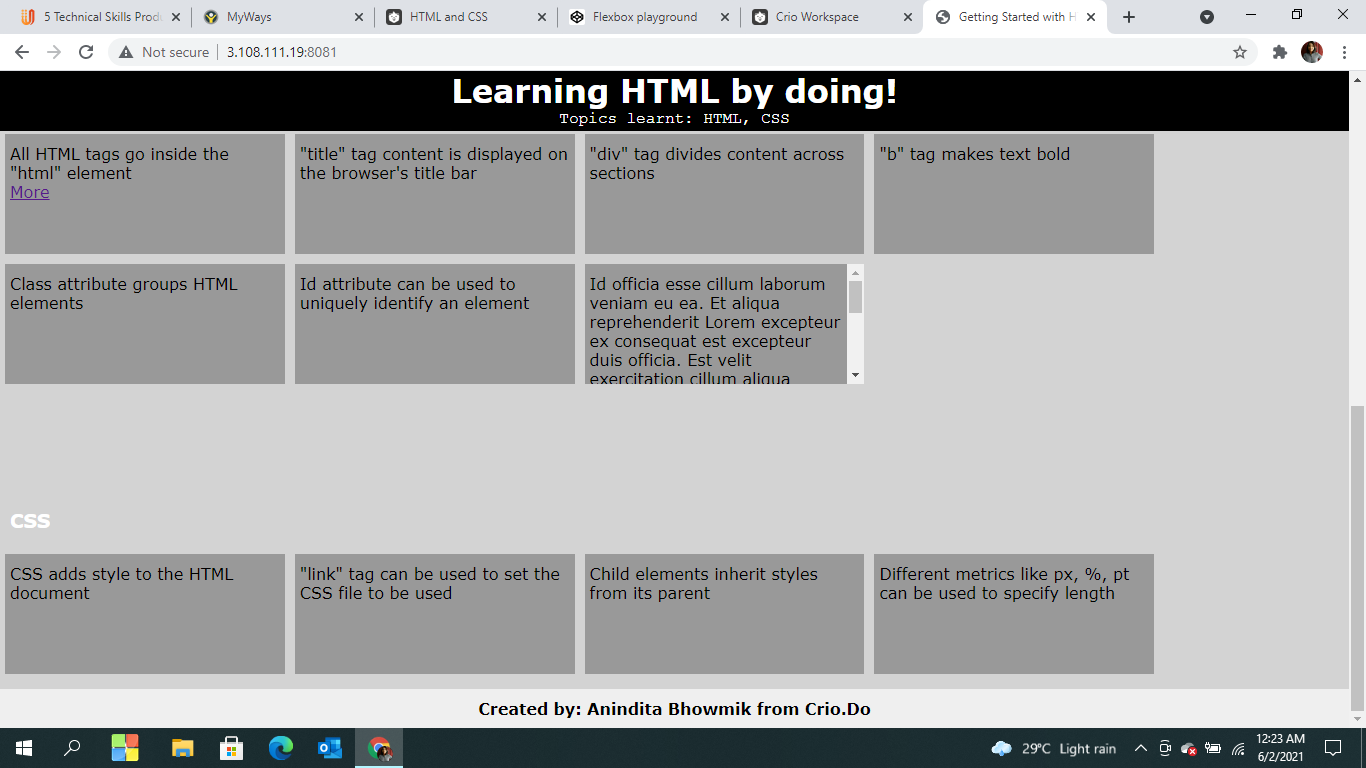 5 Technical Skills Prod
MyWays
HTML and CSS
Flexbox playground
Crio Workspace
Getting Started with H
Not secure
3.108.111.19:8081
Learning HTML by doing!
Topics learnt: HTML, CSS
All HTML tags go inside the
"html" element
More
"title" tag content is displayed on
the browser's title bar
"div" tag divides content across
sections
"b" tag makes text bold
Class attribute groups HTML
elements
Id attribute can be used to
uniquely identify an element
Id officia esse cillum laborum
veniam eu ea. Et aliqua
reprehenderit Lorem excepteur
ex consequat est excepteur
duis officia. Est velit
exercitation cillum aliqua
CSS
CSS adds style to the HTML
document
"link" tag can be used to set the
CSS file to be used
Child elements inherit styles
from its parent
Different metrics like px, %, pt
can be used to specify length
Created by: Anindita Bhowmik from Crio.Do
29°C Light rain
12:23 AM
6/2/2021